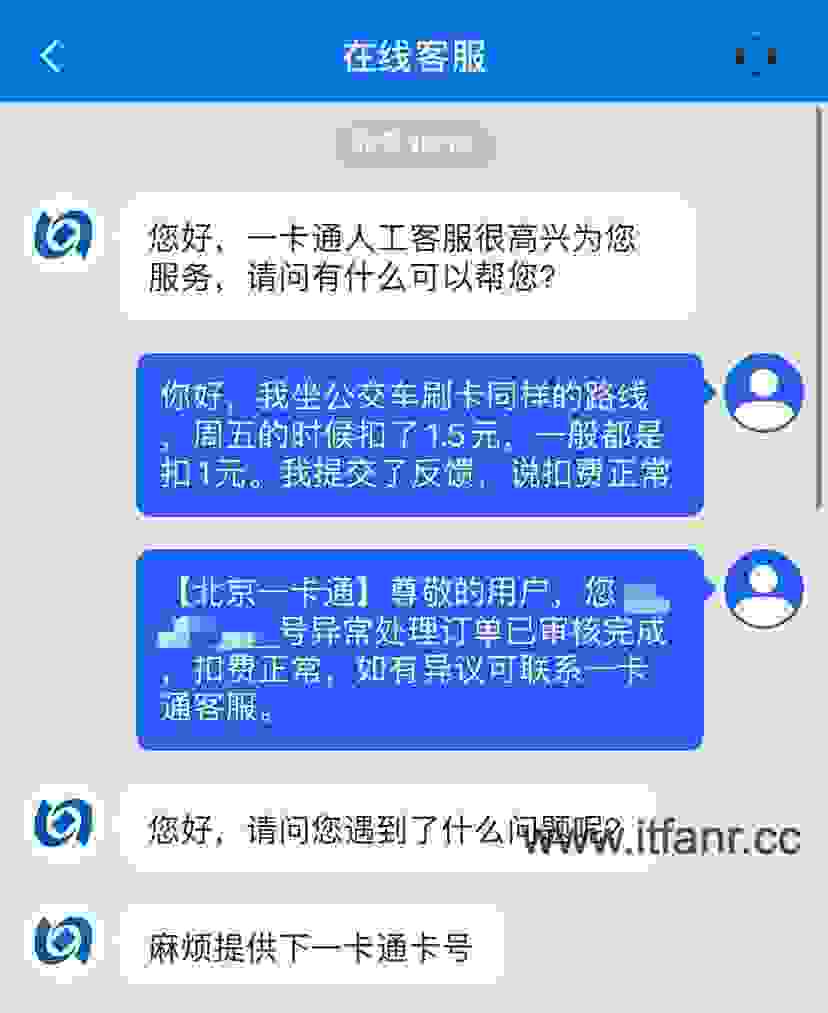 在线客服
您好，一卡通人工客服很高兴为您
服务，请问有什么可以帮您？
你好，我坐公交车刷卡同样的路线
，周五的时候扣了1.5元，一般都是
扣1元。我提交了反馈，说扣费正常
【北京一卡通】尊敬的用户，您
号异常处理订单已审核完成
，扣费正常，如有异议可联系一卡
通客服。
您好，请问您遇到了什么问题呢？
www.itfanr.cc
麻烦提供下一卡通卡号